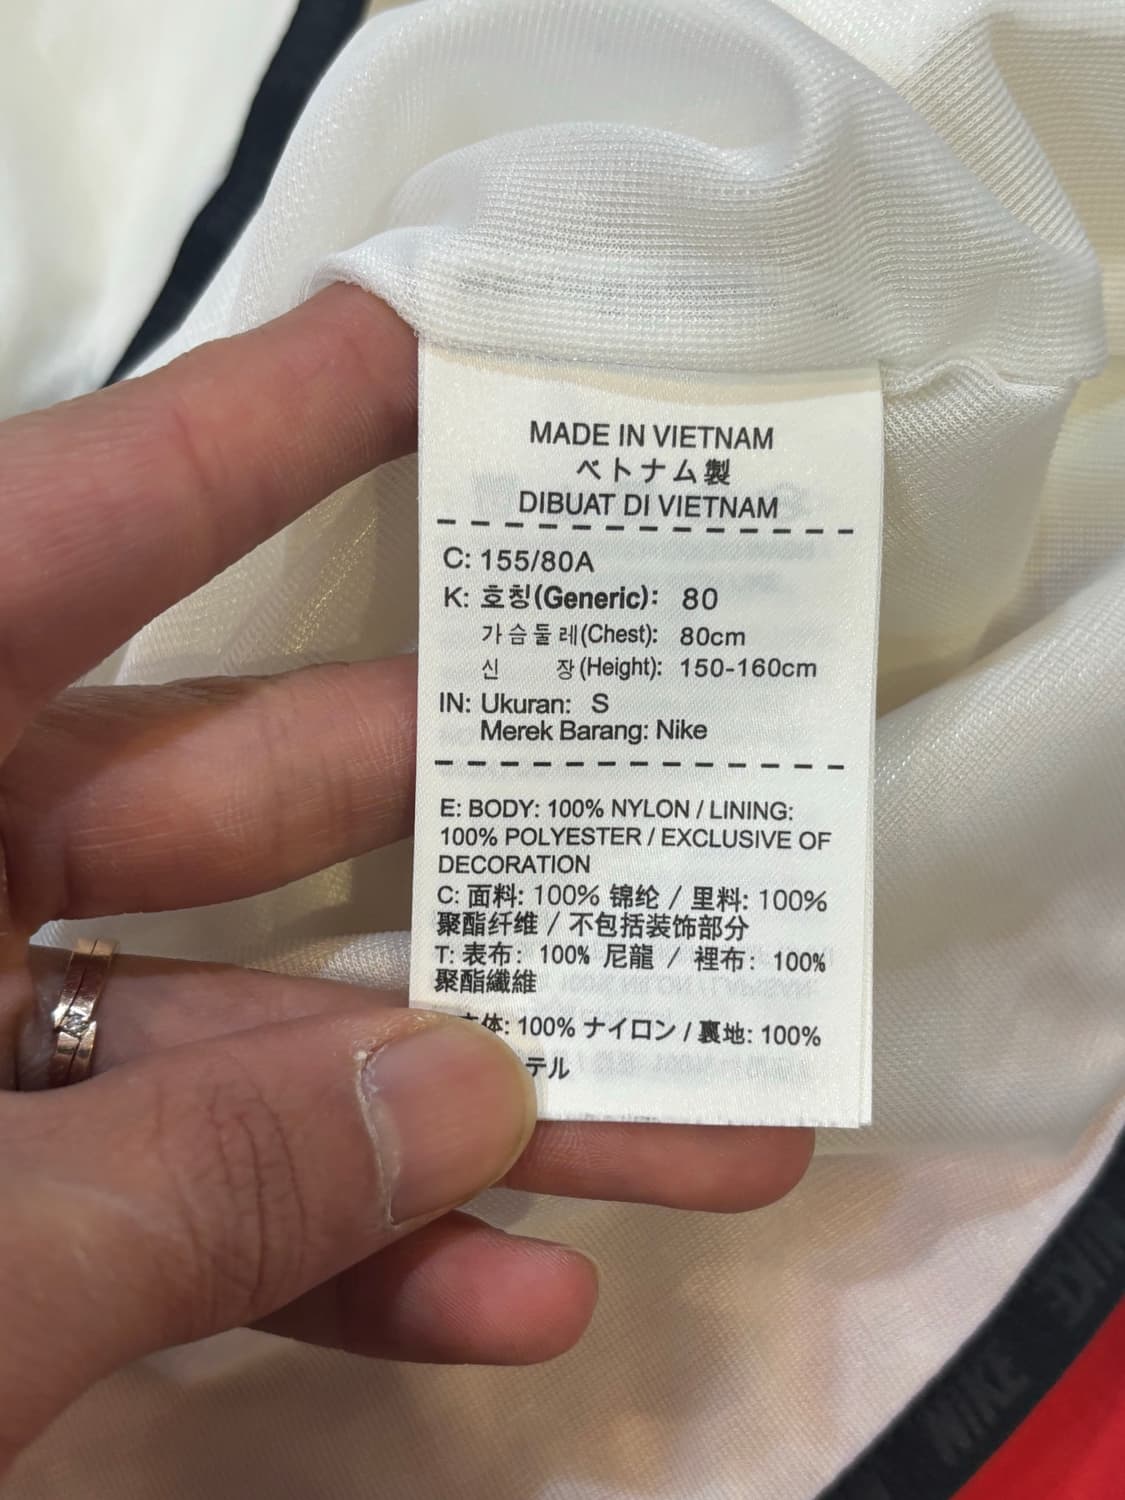 MADE IN VIETNAM
ベトナム製
DIBUAT DI VIETNAM
C: 155/80A
K: 호칭(Generic): 80
가슴둘레(Chest): 80cm
신 장(Height): 150-160cm
IN: Ukuran: S
Merek Barang: Nike
E: BODY: 100% NYLON / LINING:
100% POLYESTER / EXCLUSIVE OF
DECORATION
C: 面料: 100% 锦纶 / 里料: 100%
聚酯纤维 / 不包括装饰部分
T: 表布: 100% 尼龍 / 裡布: 100%
聚酯纖維
体: 100% ナイロン / 裏地: 100%
テル
NIKE
NIKE